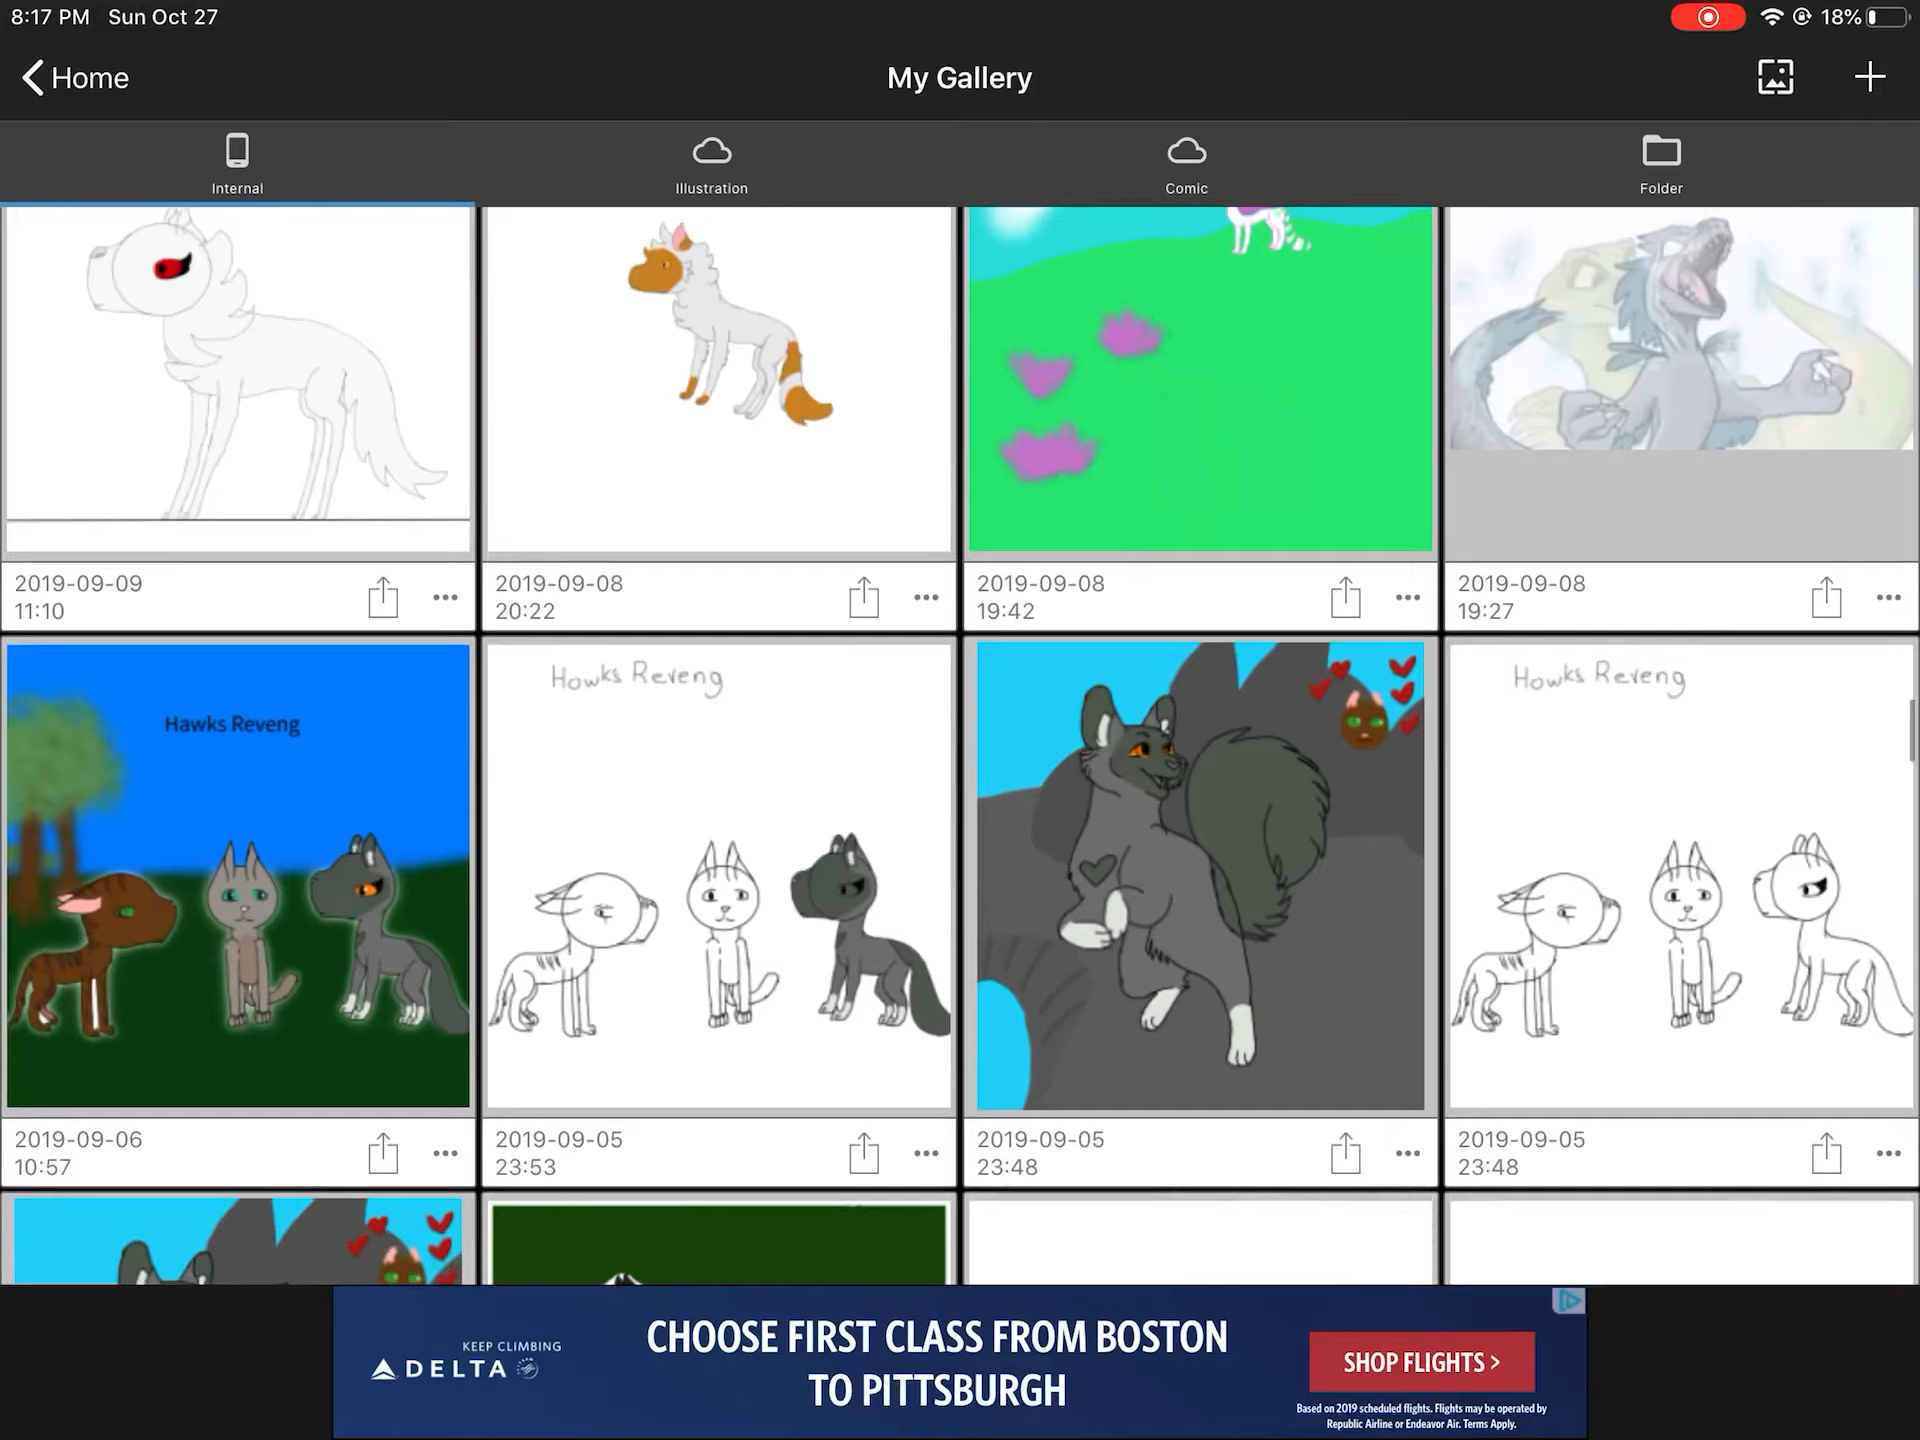 8:17 PM Sun Oct 27
18%
Home
My Gallery
Internal
Illustration
Comic
Folder
2019-09-09
11:10
2019-09-08
20:22
2019-09-08
19:42
2019-09-08
19:27
Hawks Reveng
Hawks Reveng
Hawks Reveng
2019-09-06
10:57
2019-09-05
23:53
2019-09-05
23:48
2019-09-05
23:48
KEEP CLIMBING
DELTA
CHOOSE FIRST CLASS FROM BOSTON
TO PITTSBURGH
SHOP FLIGHTS >
Based on 2019 scheduled flights. Flights may be operated by
Republic Airline or Endeavor Air. Terms Apply.